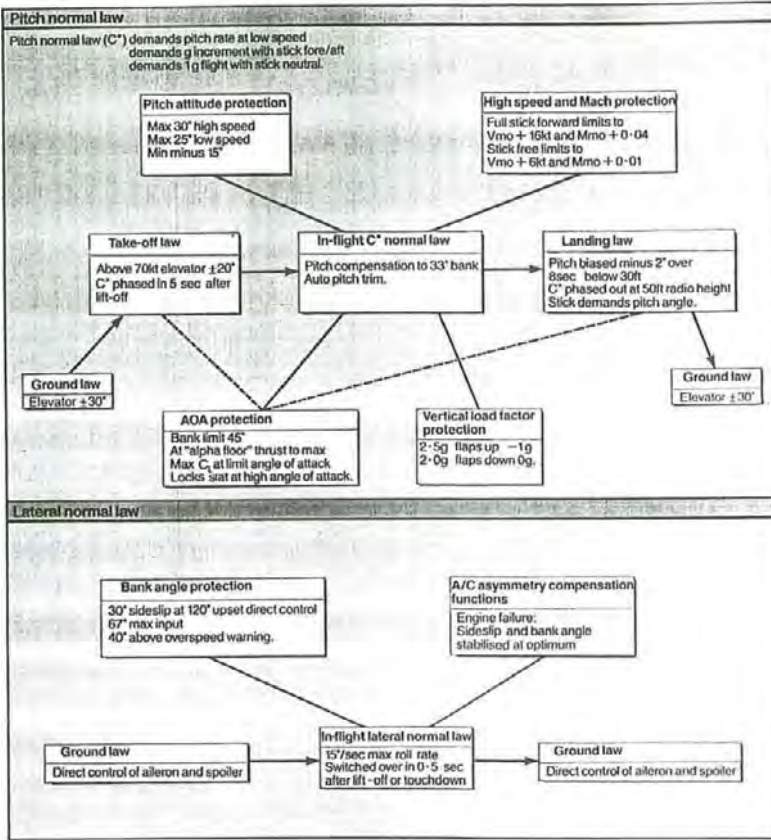 Pitch normal law
Pitch normal law (C*) demands pitch rate at low speed
demands g increment with stick fore/aft
demands 1g flight with stick neutral.
Pitch attitude protection
Max 30° high speed
Max 25° low speed
Min minus 15°
High speed and Mach protection
Full stick forward limits to
Vmo + 16kt and Mmo + 0·04
Stick free limits to
Vmo + 6kt and Mmo + 0·01
Take-off law
Above 70kt elevator ±20°
C* phased in 5 sec after
lift-off
In-flight C* normal law
Pitch compensation to 33° bank
Auto pitch trim.
Landing law
Pitch biased minus 2° over
8sec below 30ft
C* phased out at 50ft radio height
Stick demands pitch angle.
Ground law
Elevator ±30°
AOA protection
Bank limit 45°
At "alpha floor" thrust to max
Max CL at limit angle of attack
Locks slat at high angle of attack.
Vertical load factor
protection
2·5g flaps up −1g
2·0g flaps down 0g.
Ground law
Elevator ±30°
Lateral normal law
Bank angle protection
30° sideslip at 120° upset direct control
67° max input
40° above overspeed warning.
A/C asymmetry compensation
functions
Engine failure:
Sideslip and bank angle
stabilised at optimum
Ground law
Direct control of aileron and spoiler
In-flight lateral normal law
15°/sec max roll rate
Switched over in 0·5 sec
after lift-off or touchdown
Ground law
Direct control of aileron and spoiler